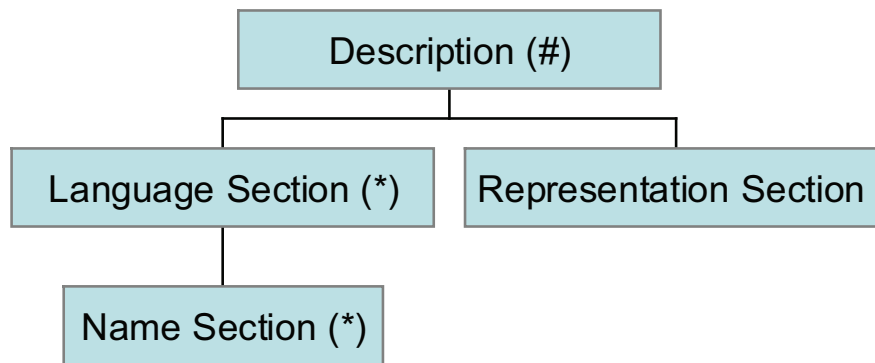 Description (#)
Language Section (*)
Representation Section
Name Section (*)